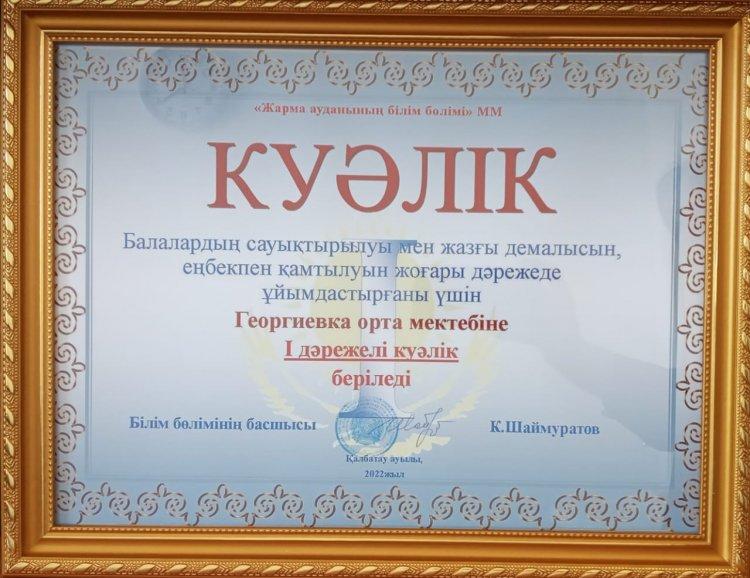 «Жарма ауданының білім бөлімі» ММ
КУӘЛІК
Балалардың сауықтырылуы мен жазғы демалысын,
еңбекпен қамтылуын жоғары дәрежеде
ұйымдастырғаны үшін
Георгиевка орта мектебіне
І дәрежелі куәлік
беріледі
Білім бөлімінің басшысы К.Шаймуратов
Қалбатау ауылы,
2022жыл